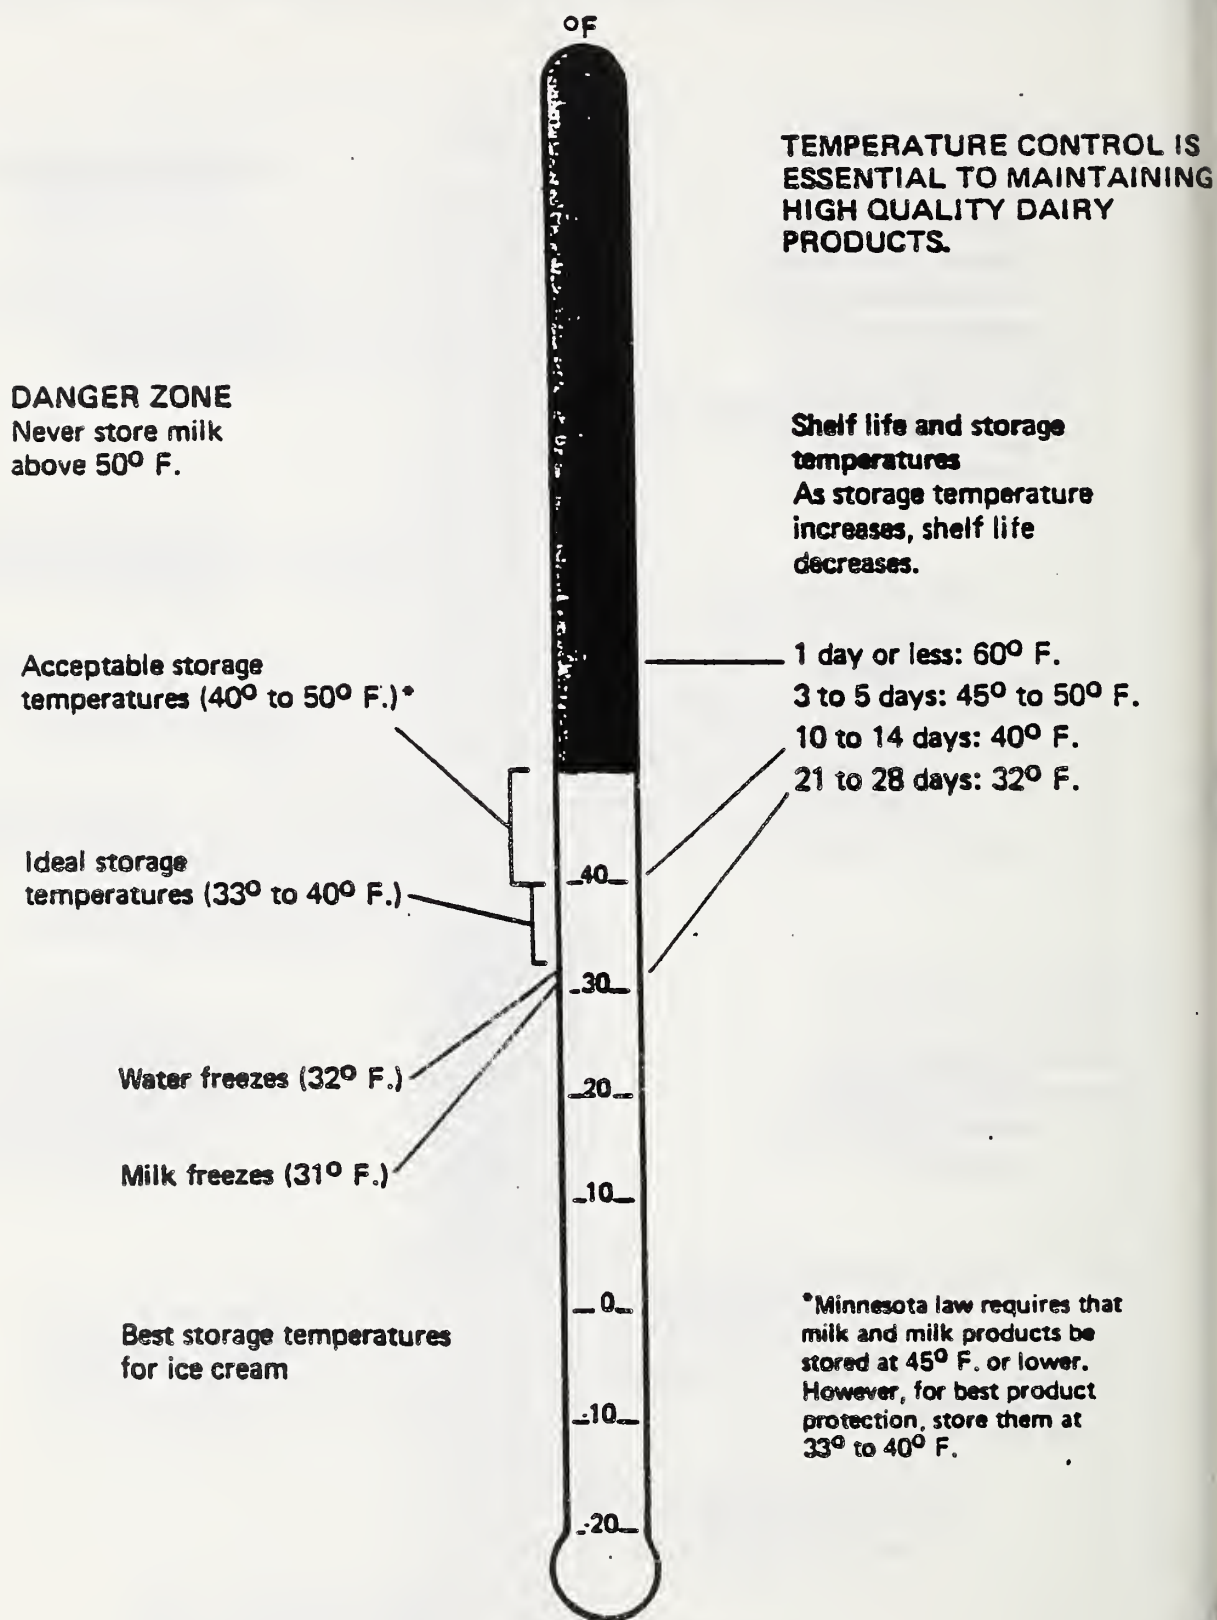 °F
TEMPERATURE CONTROL IS
ESSENTIAL TO MAINTAINING
HIGH QUALITY DAIRY
PRODUCTS.
DANGER ZONE
Never store milk
above 50° F.
Shelf life and storage
temperatures
As storage temperature
increases, shelf life
decreases.
Acceptable storage
temperatures (40° to 50° F.)*
1 day or less: 60° F.
3 to 5 days: 45° to 50° F.
10 to 14 days: 40° F.
21 to 28 days: 32° F.
Ideal storage
temperatures (33° to 40° F.)
40
30
Water freezes (32° F.)
20
Milk freezes (31° F.)
10
0
Best storage temperatures
for ice cream
*Minnesota law requires that
milk and milk products be
stored at 45° F. or lower.
However, for best product
protection, store them at
33° to 40° F.
-10
-20